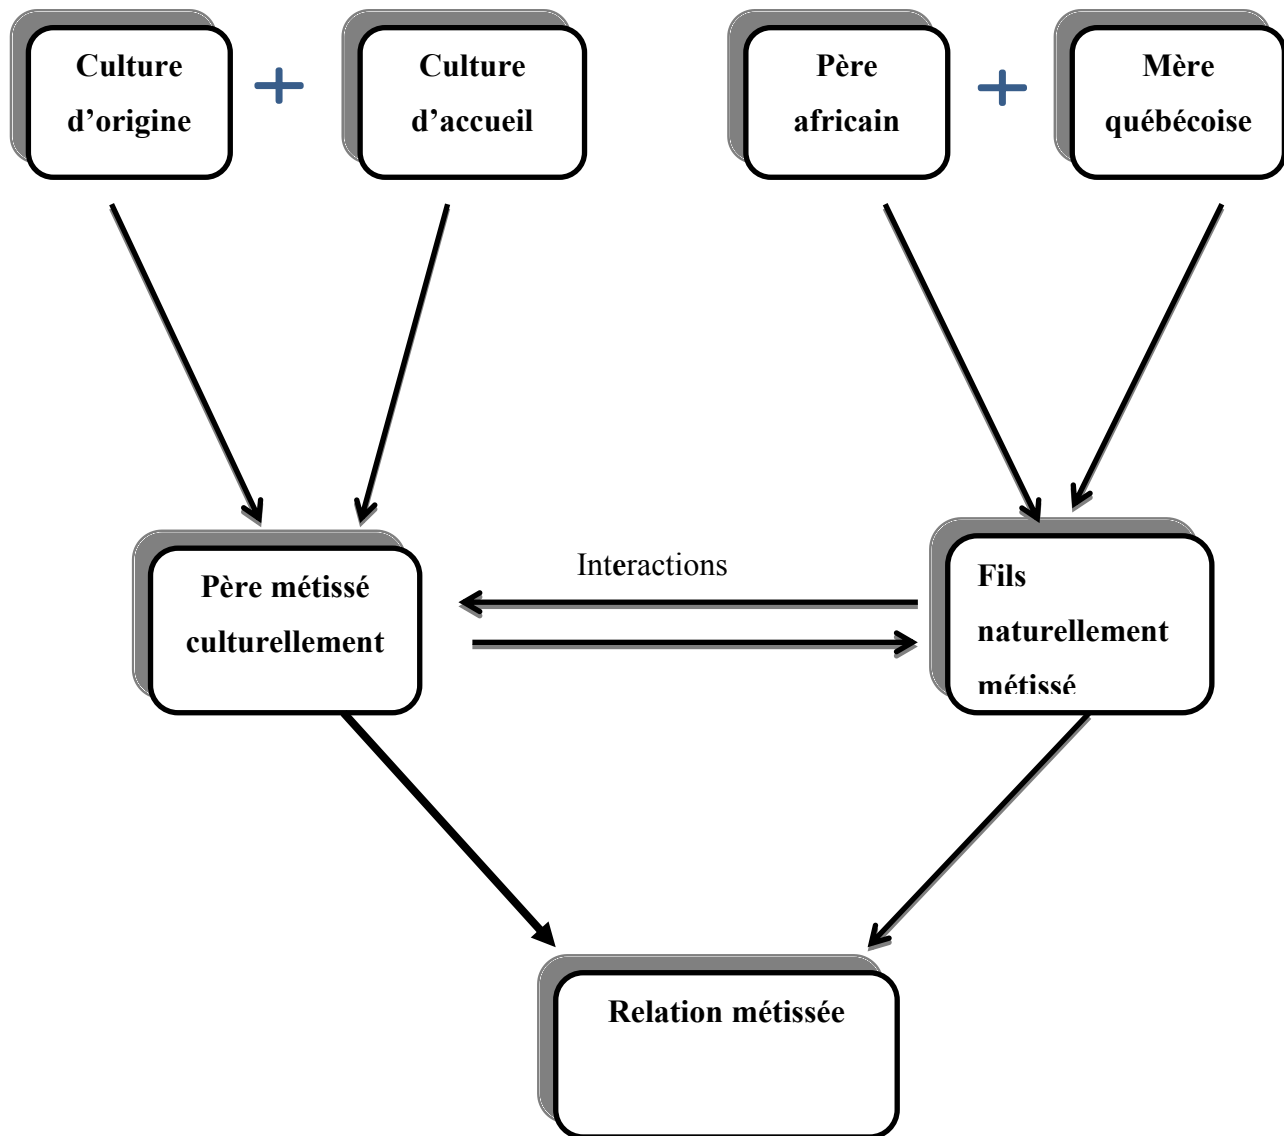 Culture
d’origine
+
Culture
d’accueil
Père
africain
+
Mère
québécoise
Interactions
Père métissé
culturellement
Fils
naturellement
métissé
Relation métissée